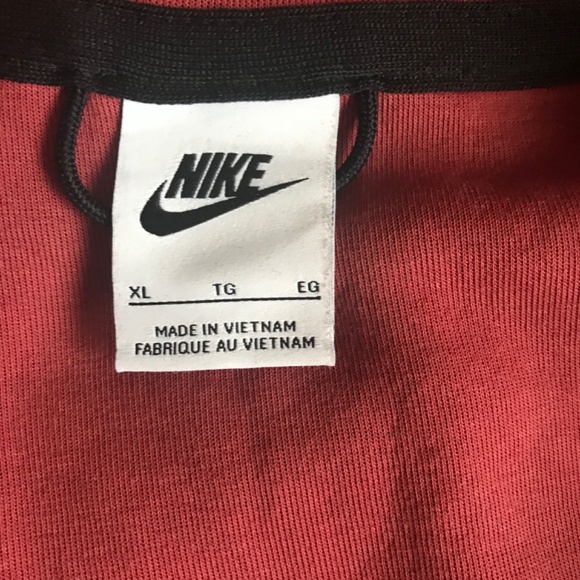 NIKE
XL TG EG
MADE IN VIETNAM
FABRIQUE AU VIETNAM